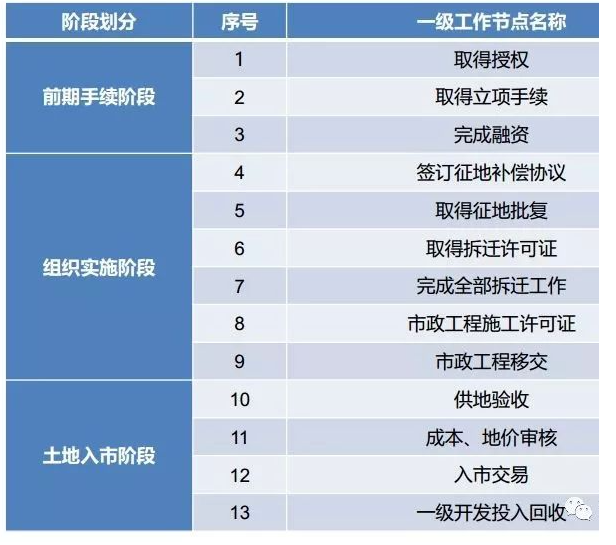 阶段划分 序号 一级工作节点名称
前期手续阶段
1 取得授权
2 取得立项手续
3 完成融资
组织实施阶段
4 签订征地补偿协议
5 取得征地批复
6 取得拆迁许可证
7 完成全部拆迁工作
8 市政工程施工许可证
9 市政工程移交
土地入市阶段
10 供地验收
11 成本、地价审核
12 入市交易
13 一级开发投入回收